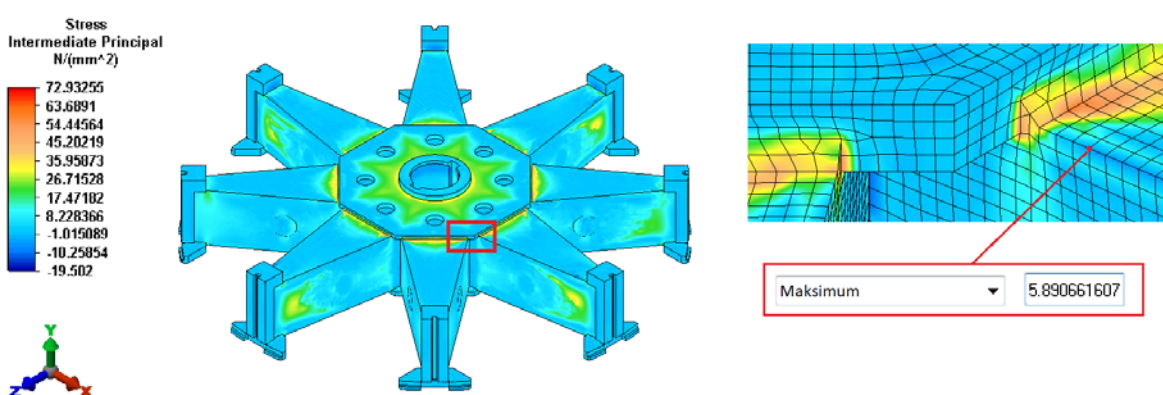 Stress
Intermediate Principal
N/(mm^2)
72.93255
63.6891
54.44564
45.20219
35.95873
26.71528
17.47182
8.228366
-1.015089
-10.25854
-19.502
Y
Z
X
Maksimum
5.890661607